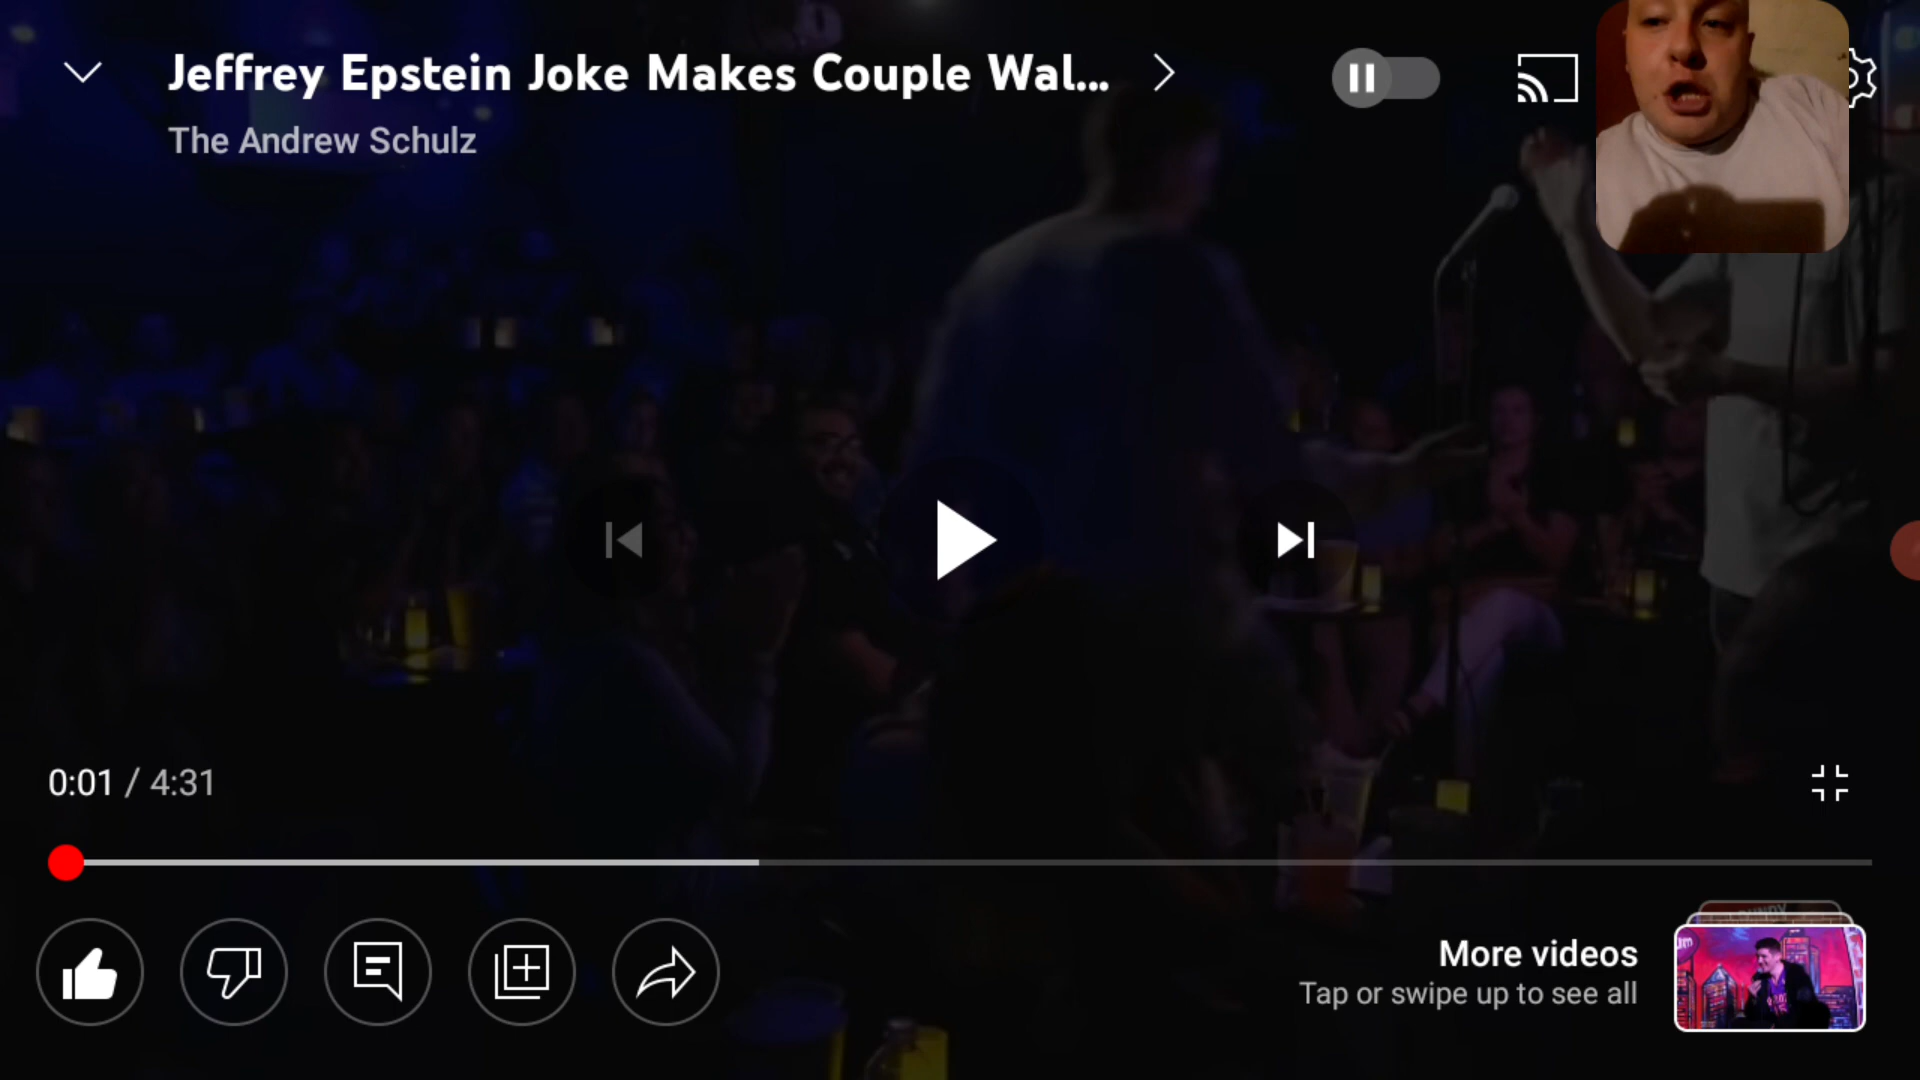 Jeffrey Epstein Joke Makes Couple Wal...
The Andrew Schulz
0:01 / 4:31
More videos
Tap or swipe up to see all